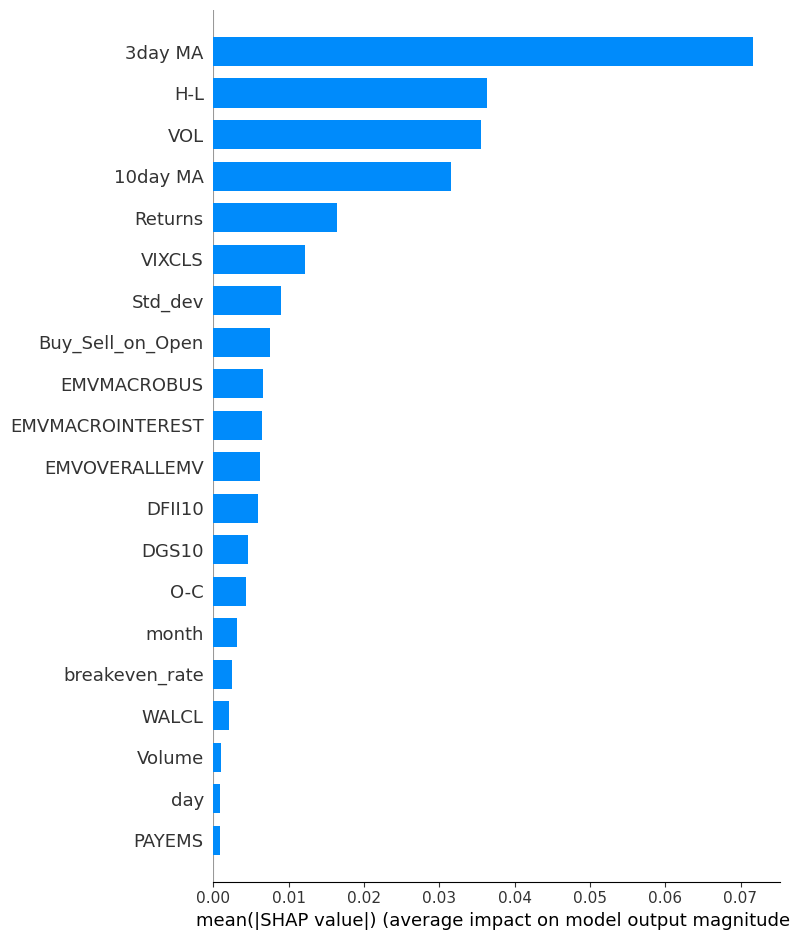 3day MA
H-L
VOL
10day MA
Returns
VIXCLS
Std_dev
Buy_Sell_on_Open
EMVMACROBUS
EMVMACROINTEREST
EMVOVERALLEMV
DFII10
DGS10
O-C
month
breakeven_rate
WALCL
Volume
day
PAYEMS
0.00 0.01 0.02 0.03 0.04 0.05 0.06 0.07
mean(|SHAP value|) (average impact on model output magnitude